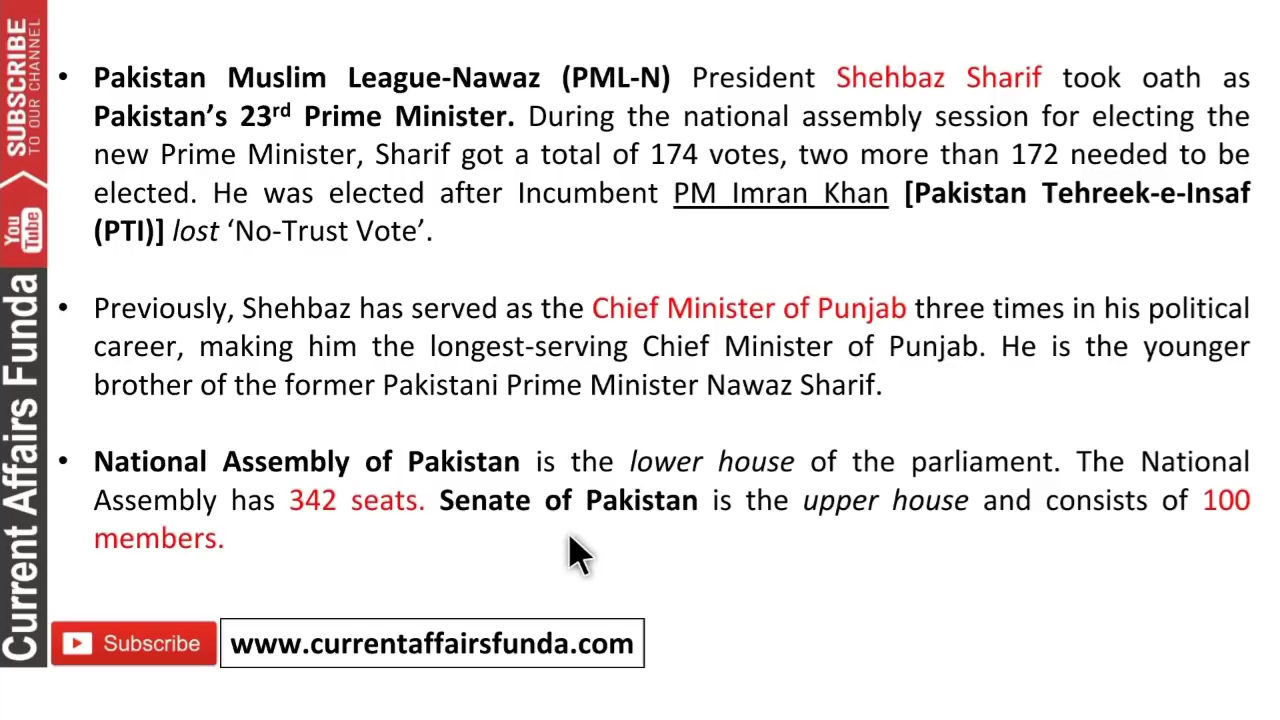 SUBSCRIBE
TO OUR CHANNEL
You
Tube
Current Affairs Funda
• Pakistan Muslim League-Nawaz (PML-N) President Shehbaz Sharif took oath as
Pakistan’s 23rd Prime Minister. During the national assembly session for electing the
new Prime Minister, Sharif got a total of 174 votes, two more than 172 needed to be
elected. He was elected after Incumbent PM Imran Khan [Pakistan Tehreek-e-Insaf
(PTI)] lost ‘No-Trust Vote’.
• Previously, Shehbaz has served as the Chief Minister of Punjab three times in his political
career, making him the longest-serving Chief Minister of Punjab. He is the younger
brother of the former Pakistani Prime Minister Nawaz Sharif.
• National Assembly of Pakistan is the lower house of the parliament. The National
Assembly has 342 seats. Senate of Pakistan is the upper house and consists of 100
members.
Subscribe
www.currentaffairsfunda.com